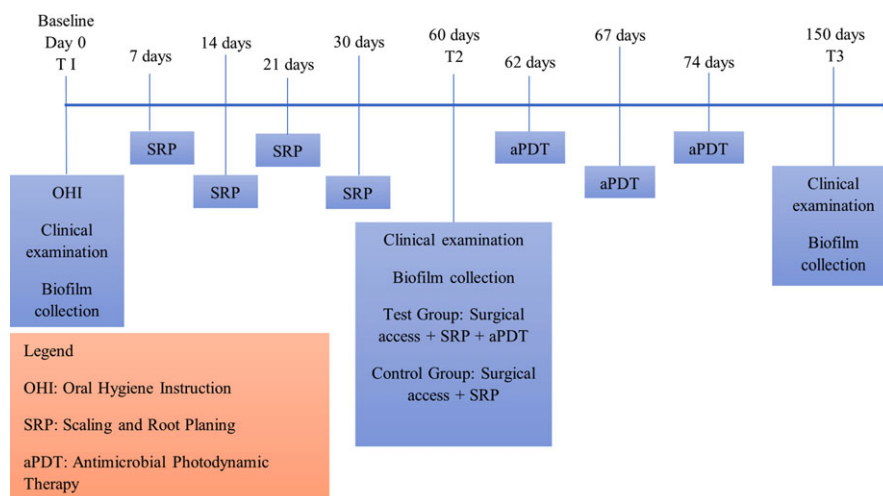 Baseline
Day 0
T I
7 days
14 days
21 days
30 days
60 days
T2
62 days
67 days
74 days
150 days
T3
SRP
SRP
SRP
SRP
aPDT
aPDT
aPDT
OHI
Clinical
examination
Biofilm
collection
Clinical examination
Biofilm collection
Test Group: Surgical
access + SRP + aPDT
Control Group: Surgical
access + SRP
Clinical
examination
Biofilm
collection
Legend
OHI: Oral Hygiene Instruction
SRP: Scaling and Root Planing
aPDT: Antimicrobial Photodynamic
Therapy